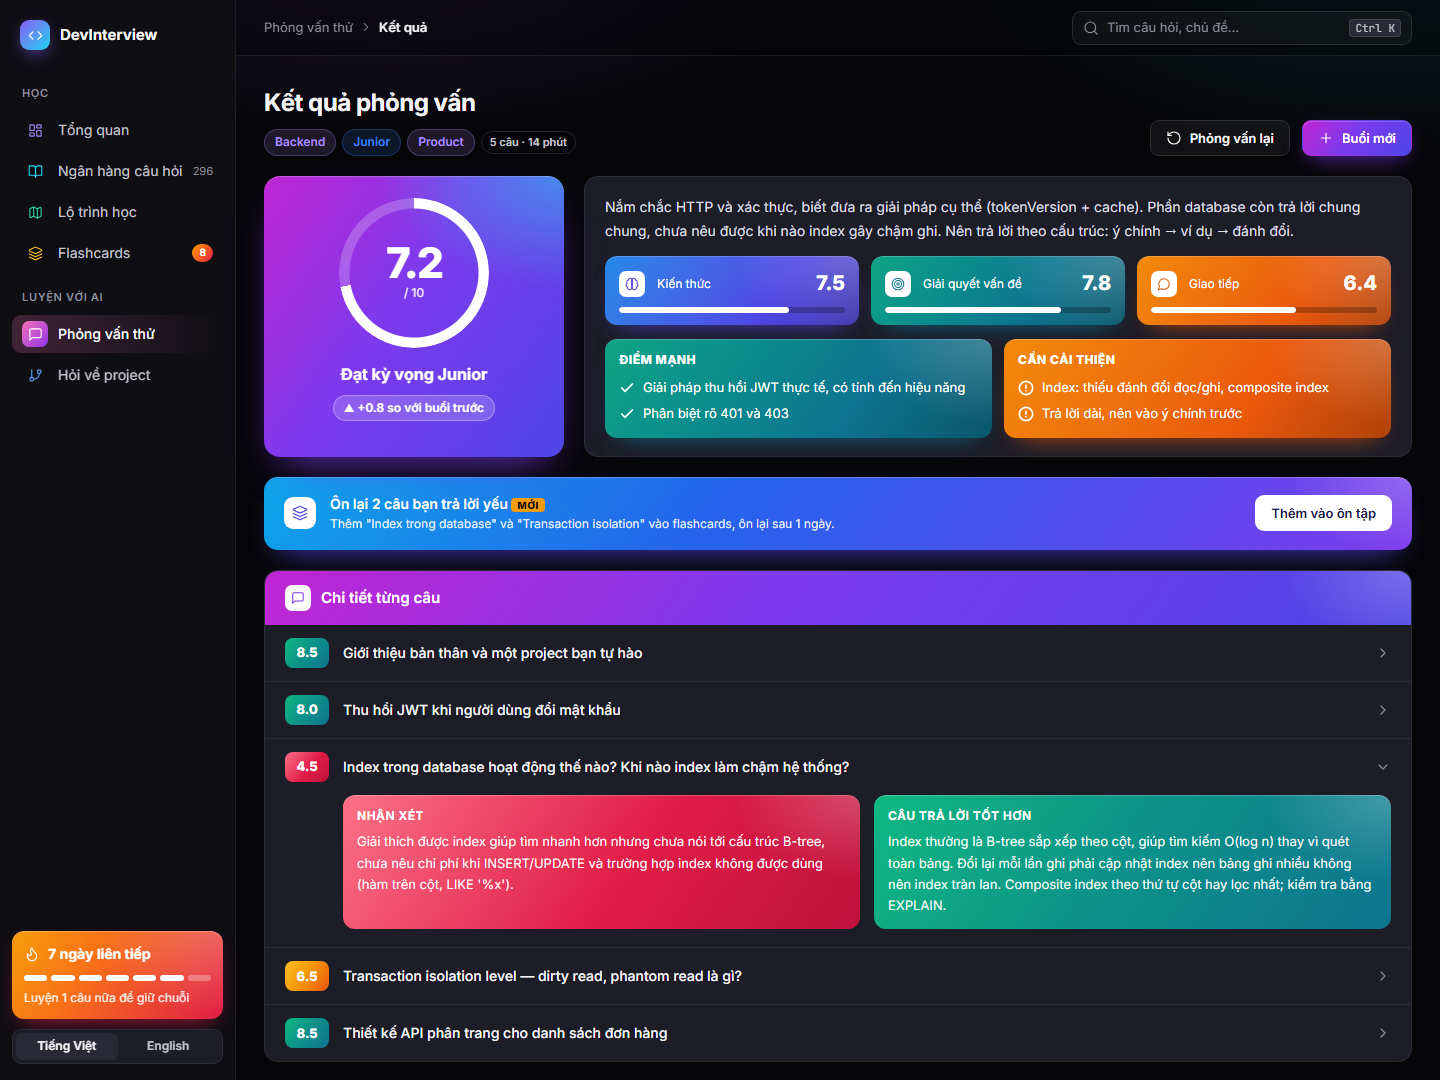 DevInterview
HỌC
Tổng quan
Ngân hàng câu hỏi 296
Lộ trình học
Flashcards 8
LUYỆN VỚI AI
Phỏng vấn thử
Hỏi về project
7 ngày liên tiếp
Luyện 1 câu nữa để giữ chuỗi
Tiếng Việt English
Phỏng vấn thử > Kết quả
Tìm câu hỏi, chủ đề... Ctrl K
Kết quả phỏng vấn
Backend Junior Product 5 câu · 14 phút
Phỏng vấn lại
+ Buổi mới
7.2
/ 10
Đạt kỳ vọng Junior
▲ +0.8 so với buổi trước
Nắm chắc HTTP và xác thực, biết đưa ra giải pháp cụ thể (tokenVersion + cache). Phần database còn trả lời chung
chung, chưa nêu được khi nào index gây chậm ghi. Nên trả lời theo cấu trúc: ý chính → ví dụ → đánh đổi.
Kiến thức 7.5
Giải quyết vấn đề 7.8
Giao tiếp 6.4
ĐIỂM MẠNH
Giải pháp thu hồi JWT thực tế, có tính đến hiệu năng
Phân biệt rõ 401 và 403
CẦN CẢI THIỆN
Index: thiếu đánh đổi đọc/ghi, composite index
Trả lời dài, nên vào ý chính trước
Ôn lại 2 câu bạn trả lời yếu MỚI
Thêm "Index trong database" và "Transaction isolation" vào flashcards, ôn lại sau 1 ngày.
Thêm vào ôn tập
Chi tiết từng câu
8.5 Giới thiệu bản thân và một project bạn tự hào
8.0 Thu hồi JWT khi người dùng đổi mật khẩu
4.5 Index trong database hoạt động thế nào? Khi nào index làm chậm hệ thống?
NHẬN XÉT
Giải thích được index giúp tìm nhanh hơn nhưng chưa nói tới cấu trúc B-tree,
chưa nêu chi phí khi INSERT/UPDATE và trường hợp index không được dùng
(hàm trên cột, LIKE '%x').
CÂU TRẢ LỜI TỐT HƠN
Index thường là B-tree sắp xếp theo cột, giúp tìm kiếm O(log n) thay vì quét
toàn bảng. Đổi lại mỗi lần ghi phải cập nhật index nên bảng ghi nhiều không
nên index tràn lan. Composite index theo thứ tự cột hay lọc nhất; kiểm tra bằng
EXPLAIN.
6.5 Transaction isolation level — dirty read, phantom read là gì?
8.5 Thiết kế API phân trang cho danh sách đơn hàng